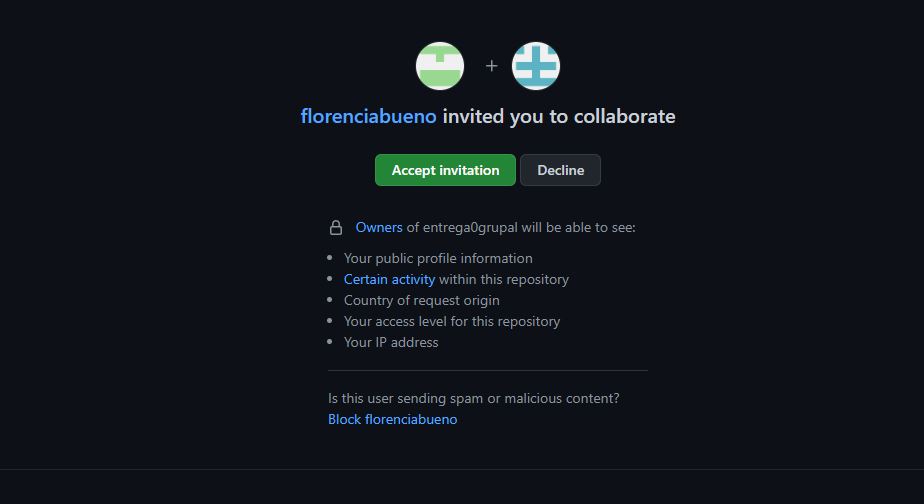 florenciabueno invited you to collaborate
Accept invitation
Decline
Owners of entrega0grupal will be able to see:
Your public profile information
Certain activity within this repository
Country of request origin
Your access level for this repository
Your IP address
Is this user sending spam or malicious content?
Block florenciabueno